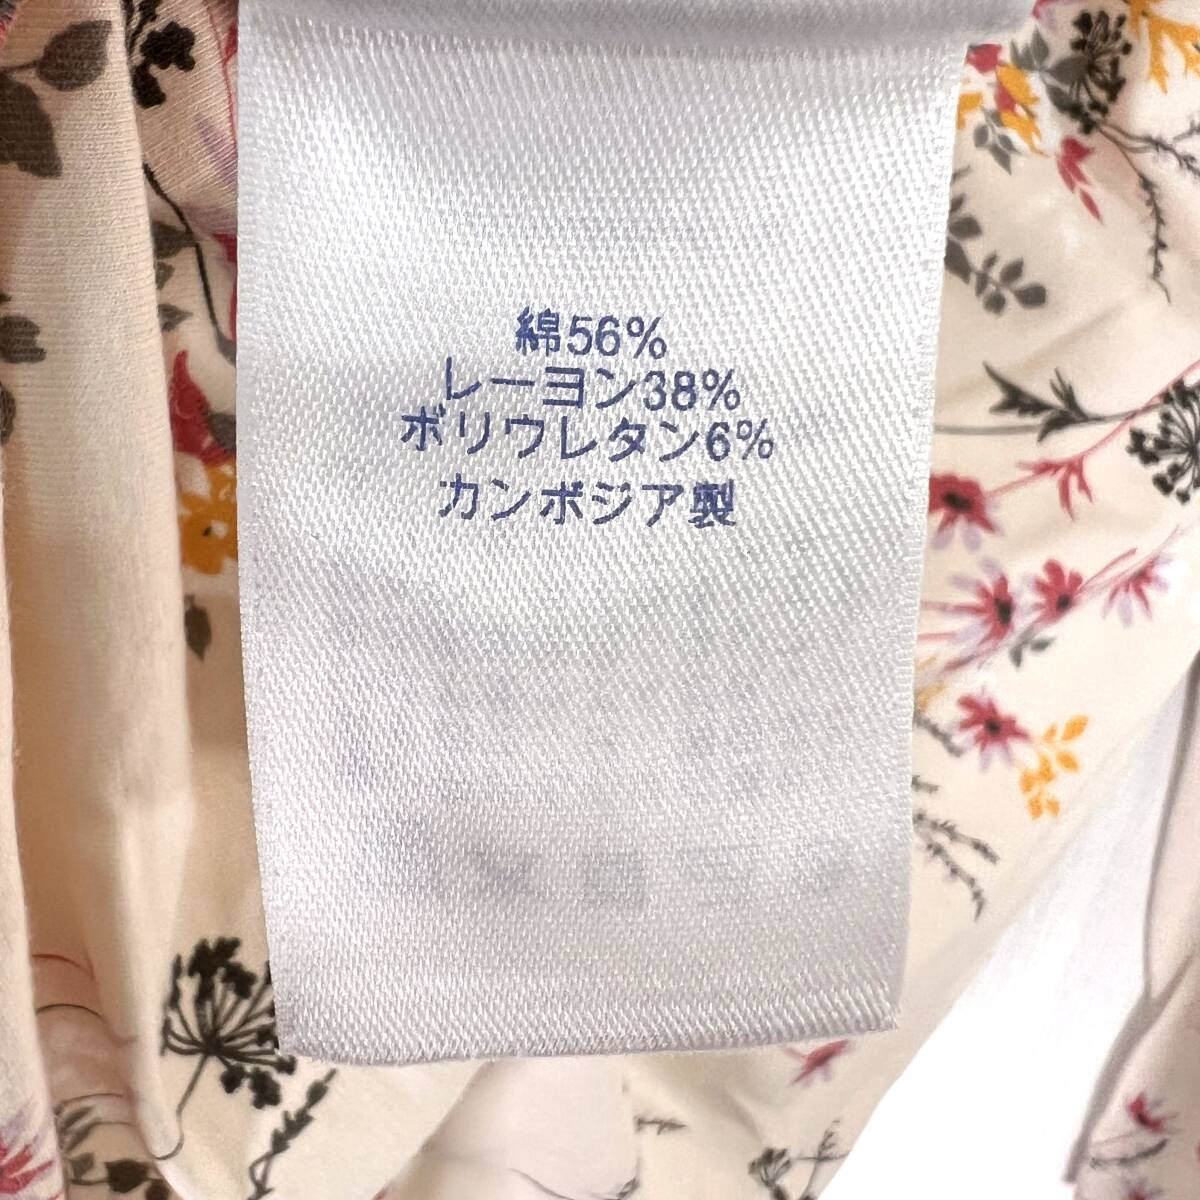 綿56%
レーヨン38%
ポリウレタン6%
カンボジア製